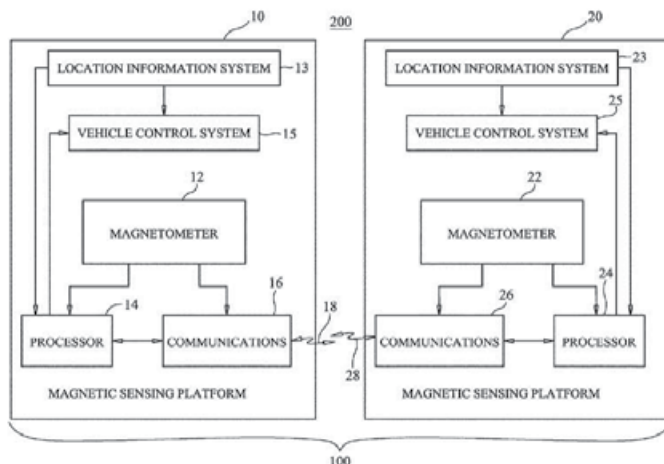 10
200
20
LOCATION INFORMATION SYSTEM
13
VEHICLE CONTROL SYSTEM
15
12
MAGNETOMETER
14
16
PROCESSOR
COMMUNICATIONS
MAGNETIC SENSING PLATFORM
18
LOCATION INFORMATION SYSTEM
23
25
VEHICLE CONTROL SYSTEM
22
MAGNETOMETER
26
24
COMMUNICATIONS
PROCESSOR
28
MAGNETIC SENSING PLATFORM
100